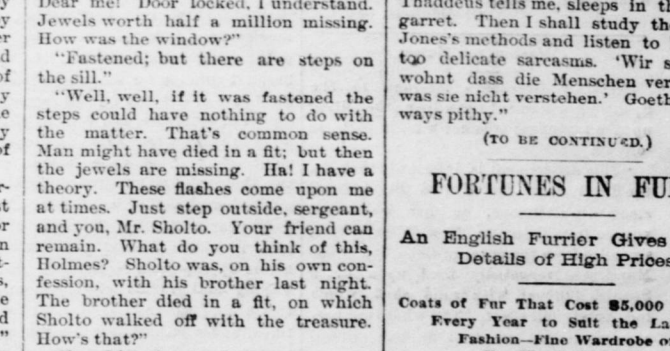 Dear me! Door locked, I understand.
Jewels worth half a million missing.
How was the window?"
"Fastened; but there are steps on
the sill."
"Well, well, if it was fastened the
steps could have nothing to do with
the matter. That's common sense.
Man might have died in a fit; but then
the jewels are missing. Ha! I have a
theory. These flashes come upon me
at times. Just step outside, sergeant,
and you, Mr. Sholto. Your friend can
remain. What do you think of this,
Holmes? Sholto was, on his own con-
fession, with his brother last night.
The brother died in a fit, on which
Sholto walked off with the treasure.
How's that?"
Thaddeus tells me, sleeps in
garret. Then I shall study
Jones's methods and listen to
too delicate sarcasms. 'Wir
wohnt dass die Menschen ver
was sie nicht verstehen.' Goet
ways pithy."
(TO BE CONTINUED.)
FORTUNES IN FU
An English Furrier Gives
Details of High Prices
Coats of Fur That Cost $5,000
Every Year to Suit the La
Fashion—Fine Wardrobe